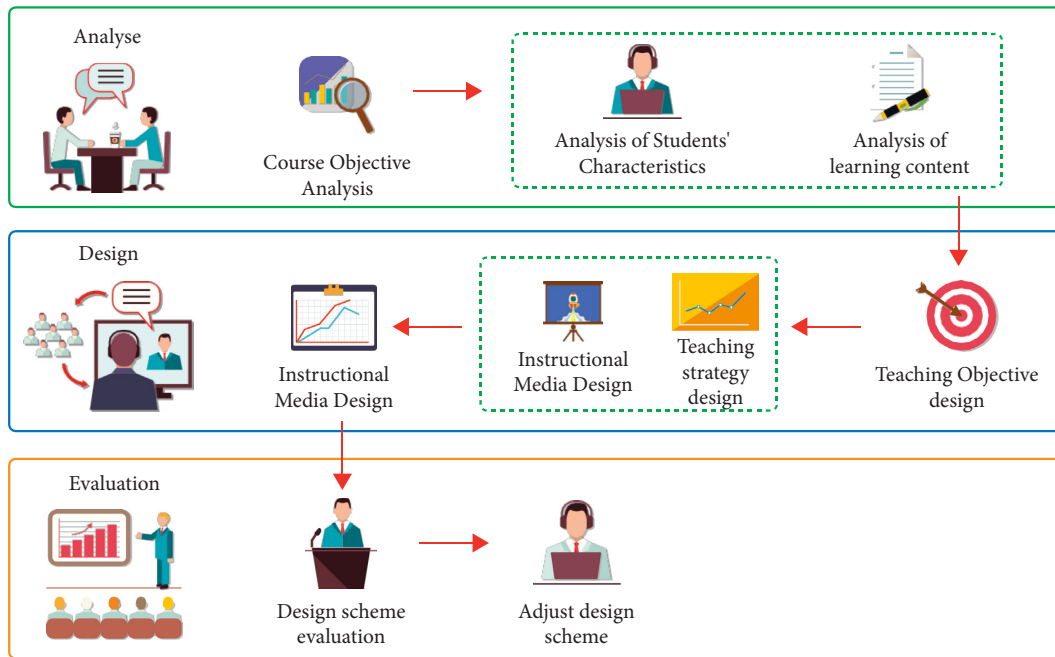 Analyse
Course Objective
Analysis
Analysis of Students'
Characteristics
Analysis of
learning content
Design
Instructional
Media Design
Instructional
Media Design
Teaching
strategy
design
Teaching Objective
design
Evaluation
Design scheme
evaluation
Adjust design
scheme